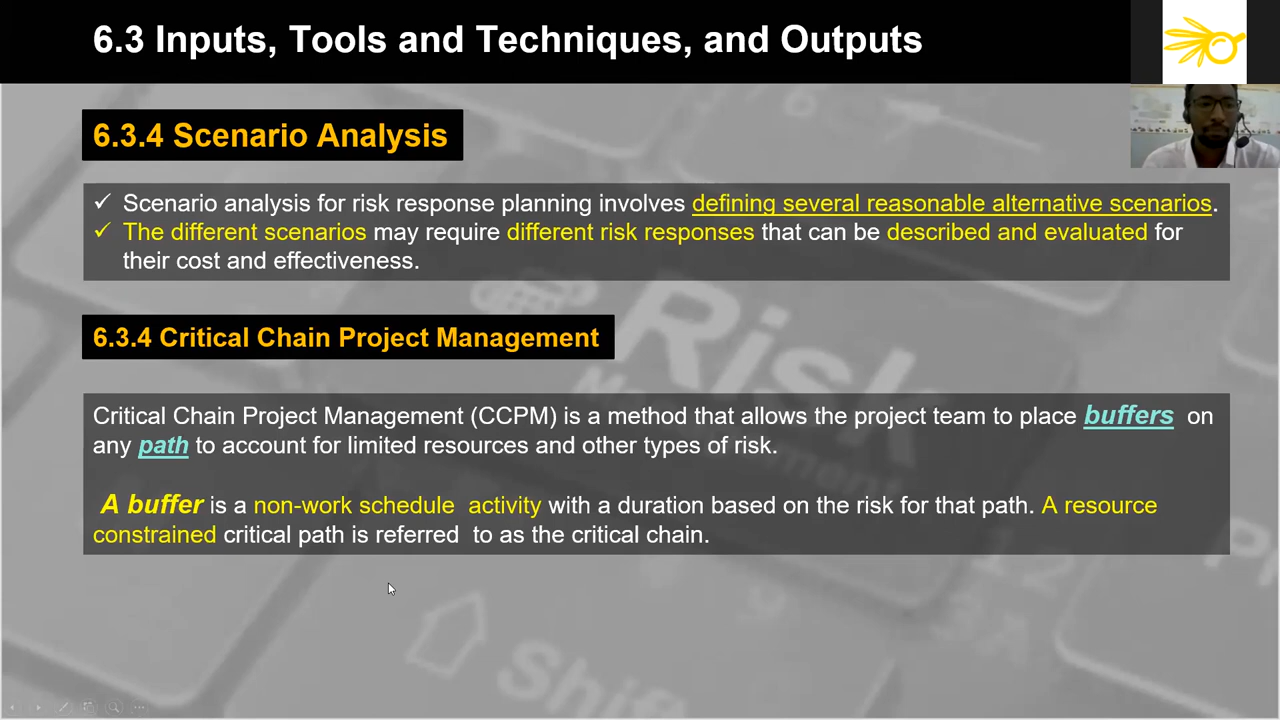 6.3 Inputs, Tools and Techniques, and Outputs
6.3.4 Scenario Analysis
✓ Scenario analysis for risk response planning involves defining several reasonable alternative scenarios.
✓ The different scenarios may require different risk responses that can be described and evaluated for
their cost and effectiveness.
6.3.4 Critical Chain Project Management
Critical Chain Project Management (CCPM) is a method that allows the project team to place buffers on
any path to account for limited resources and other types of risk.
A buffer is a non-work schedule activity with a duration based on the risk for that path. A resource
constrained critical path is referred to as the critical chain.
Risk
Shift